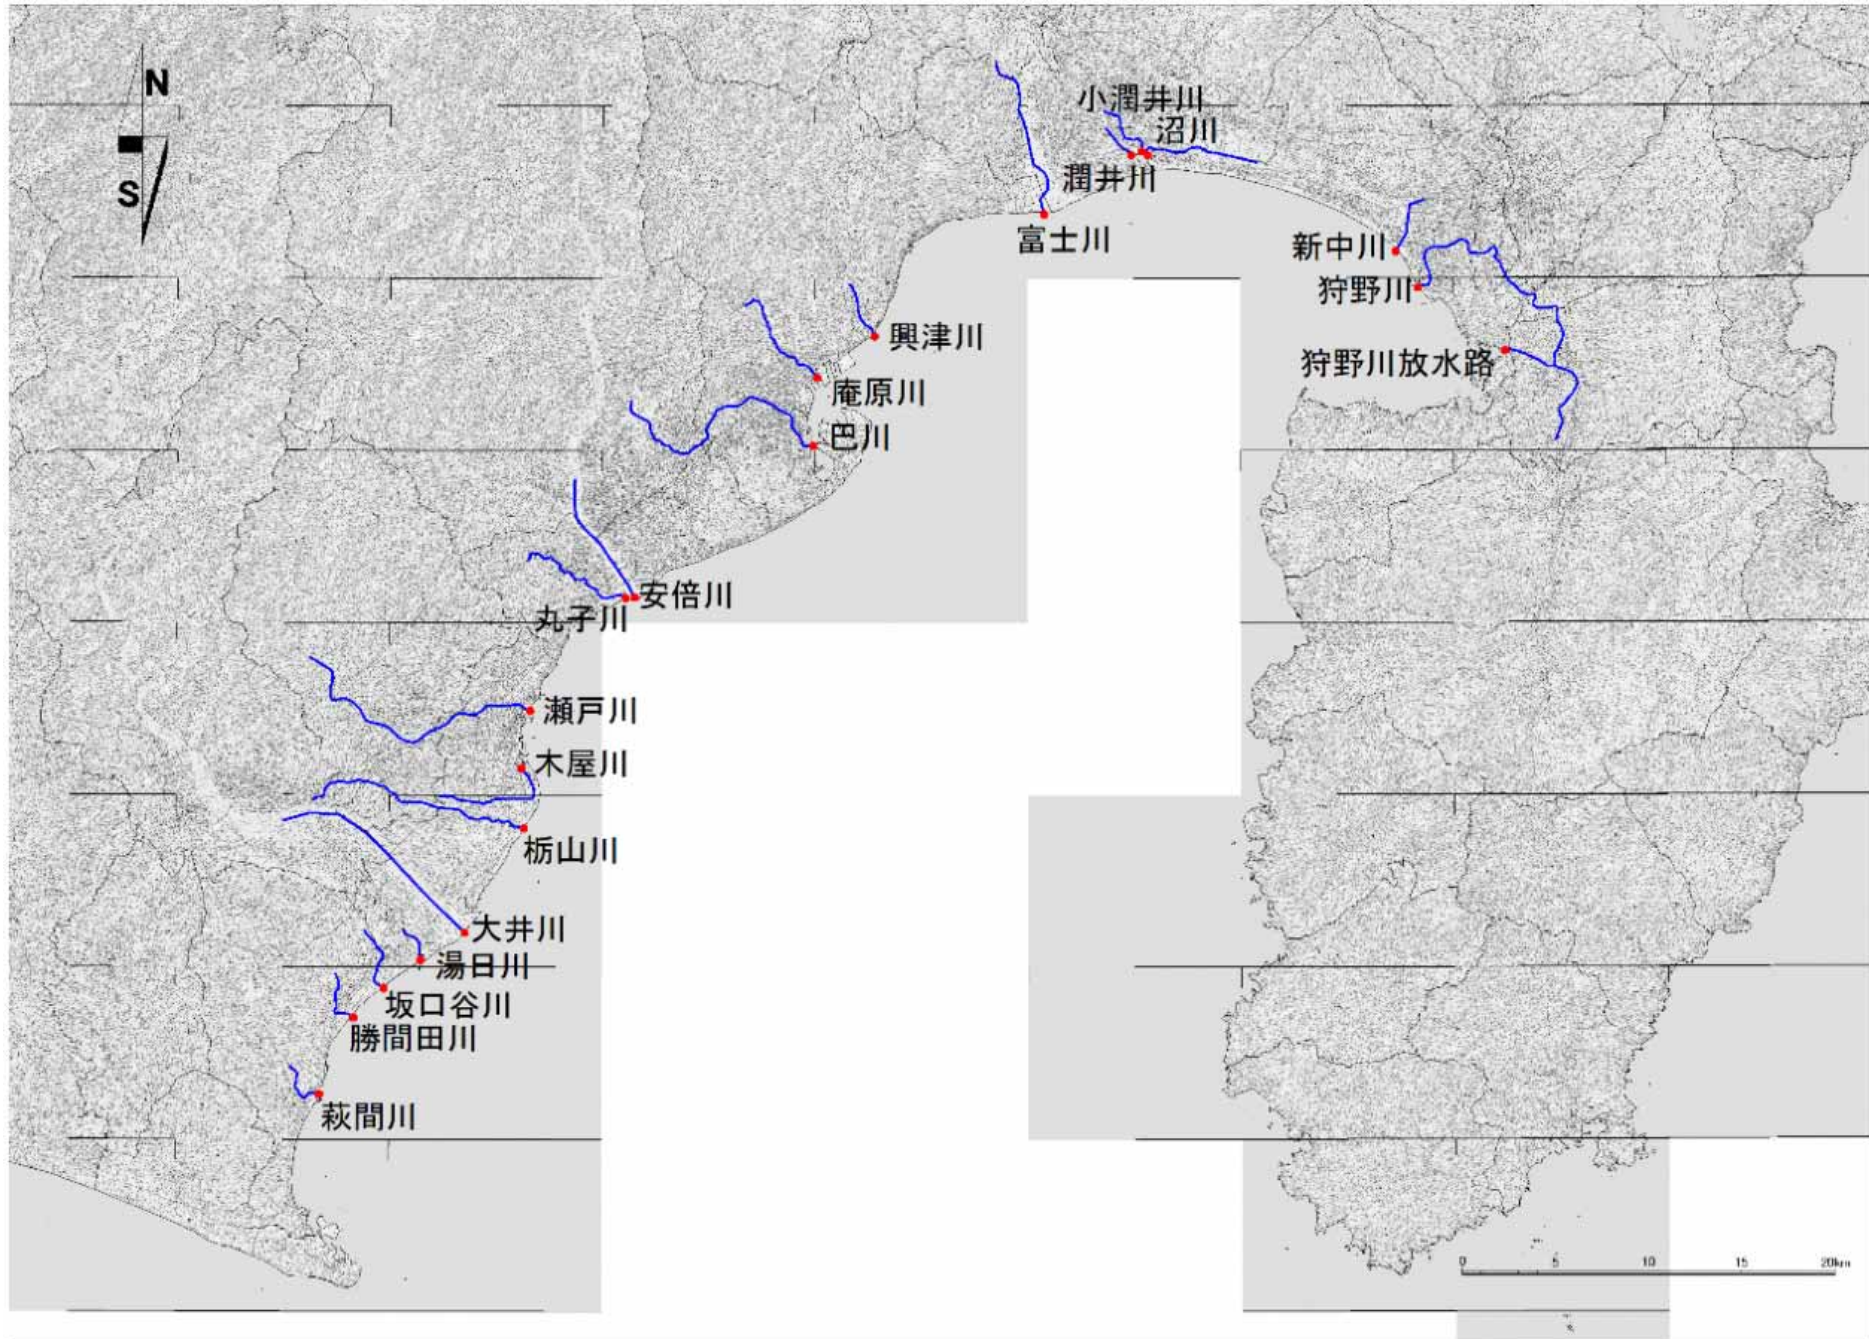 N
S
小潤井川
沼川
潤井川
富士川
新中川
狩野川
狩野川放水路
興津川
庵原川
巴川
安倍川
丸子川
瀬戸川
木屋川
栃山川
大井川
湯日川
坂口谷川
勝間田川
萩間川
0 5 10 15 20km